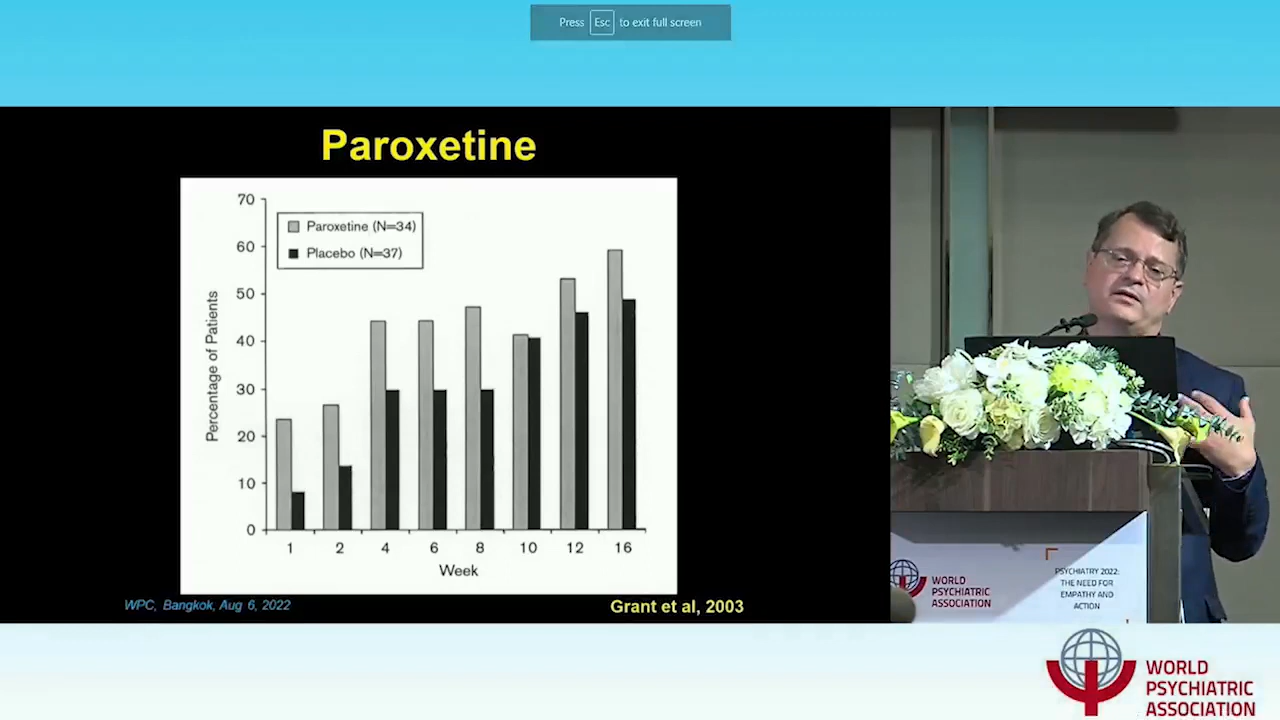 Press Esc to exit full screen
Paroxetine
70
60
50
40
30
20
10
0
Paroxetine (N=34)
Placebo (N=37)
Percentage of Patients
1 2 4 6 8 10 12 16
Week
WPC, Bangkok, Aug 6, 2022
Grant et al, 2003
WORLD
PSYCHIATRIC
ASSOCIATION
PSYCHIATRY 2022:
THE NEED FOR
EMPATHY AND
ACTION
WORLD
PSYCHIATRIC
ASSOCIATION